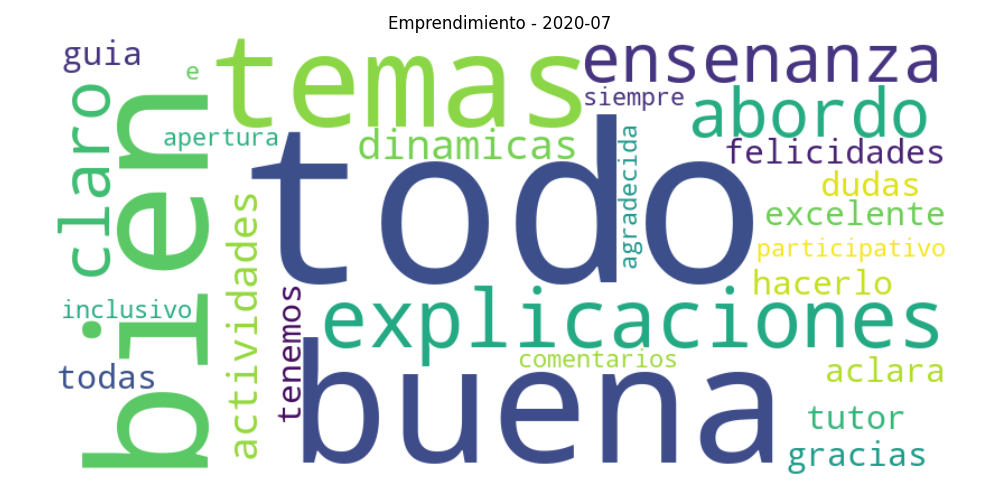 Emprendimiento - 2020-07
guia
e
temas
ensenanza
siempre
abordo
claro
bien
apertura
dinamicas
felicidades
todo
agradecida
dudas
excelente
participativo
hacerlo
actividades
inclusivo
tenemos
explicaciones
comentarios
todas
buena
aclara
tutor
gracias